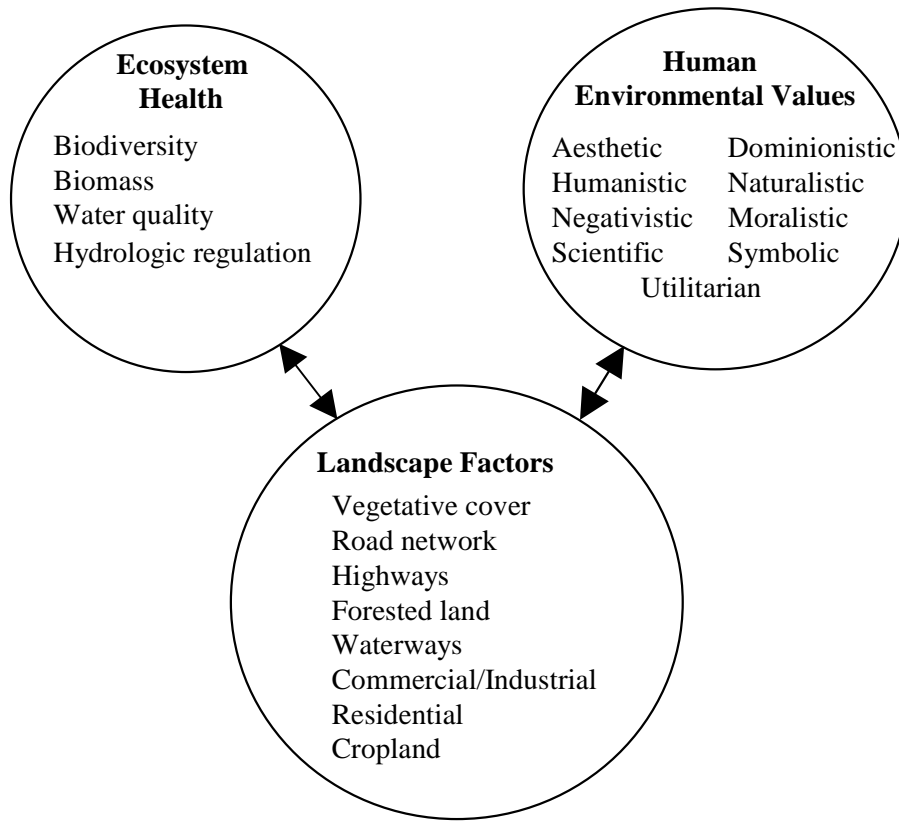 Ecosystem
Health
Biodiversity
Biomass
Water quality
Hydrologic regulation
Human
Environmental Values
Aesthetic Dominionistic
Humanistic Naturalistic
Negativistic Moralistic
Scientific Symbolic
Utilitarian
Landscape Factors
Vegetative cover
Road network
Highways
Forested land
Waterways
Commercial/Industrial
Residential
Cropland